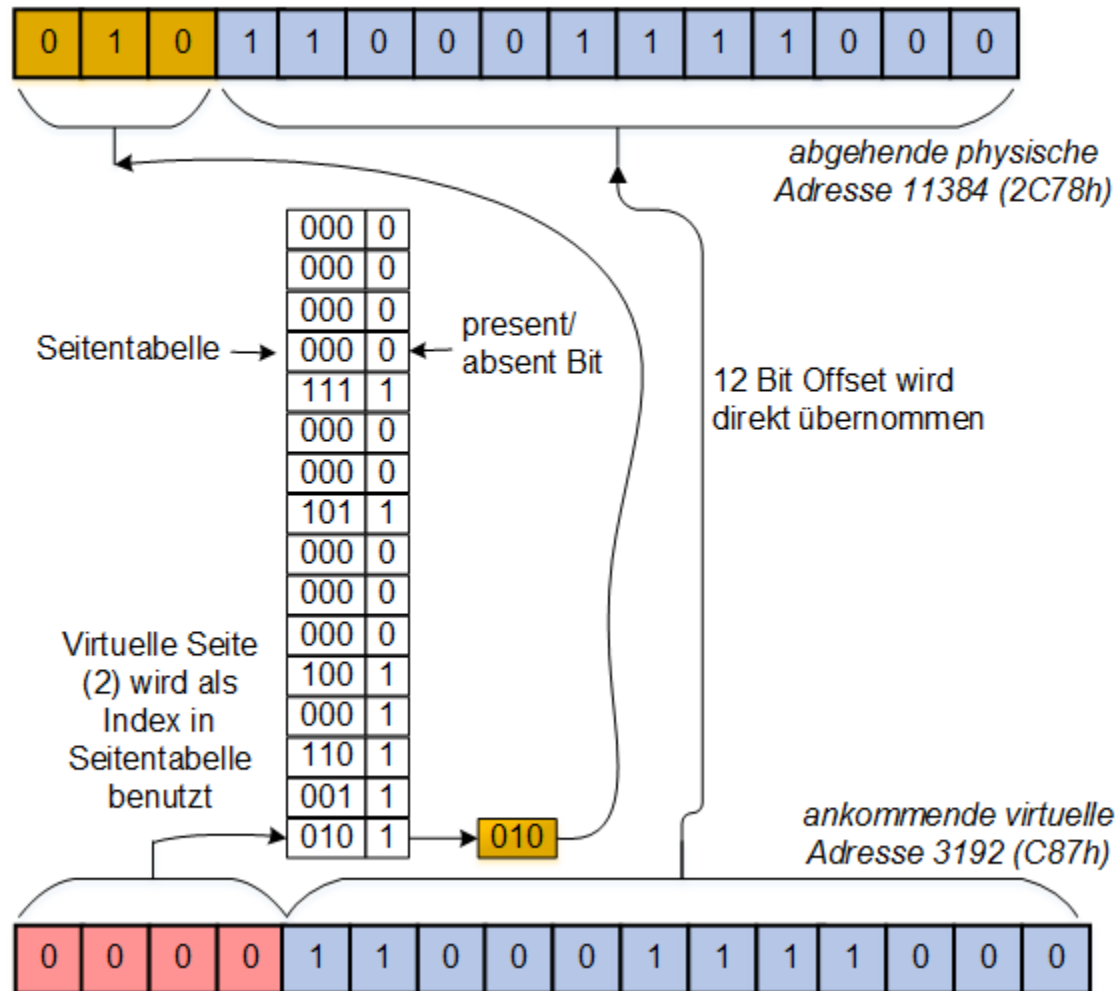 0 1 0 1 1 0 0 0 1 1 1 1 0 0 0
abgehende physische
Adresse 11384 (2C78h)
000 0
000 0
000 0
000 0
111 1
000 0
000 0
101 1
000 0
000 0
000 0
100 1
000 1
110 1
001 1
010 1
Seitentabelle
present/
absent Bit
12 Bit Offset wird
direkt übernommen
Virtuelle Seite
(2) wird als
Index in
Seitentabelle
benutzt
010
ankommende virtuelle
Adresse 3192 (C87h)
0 0 0 0 1 1 0 0 0 1 1 1 1 0 0 0